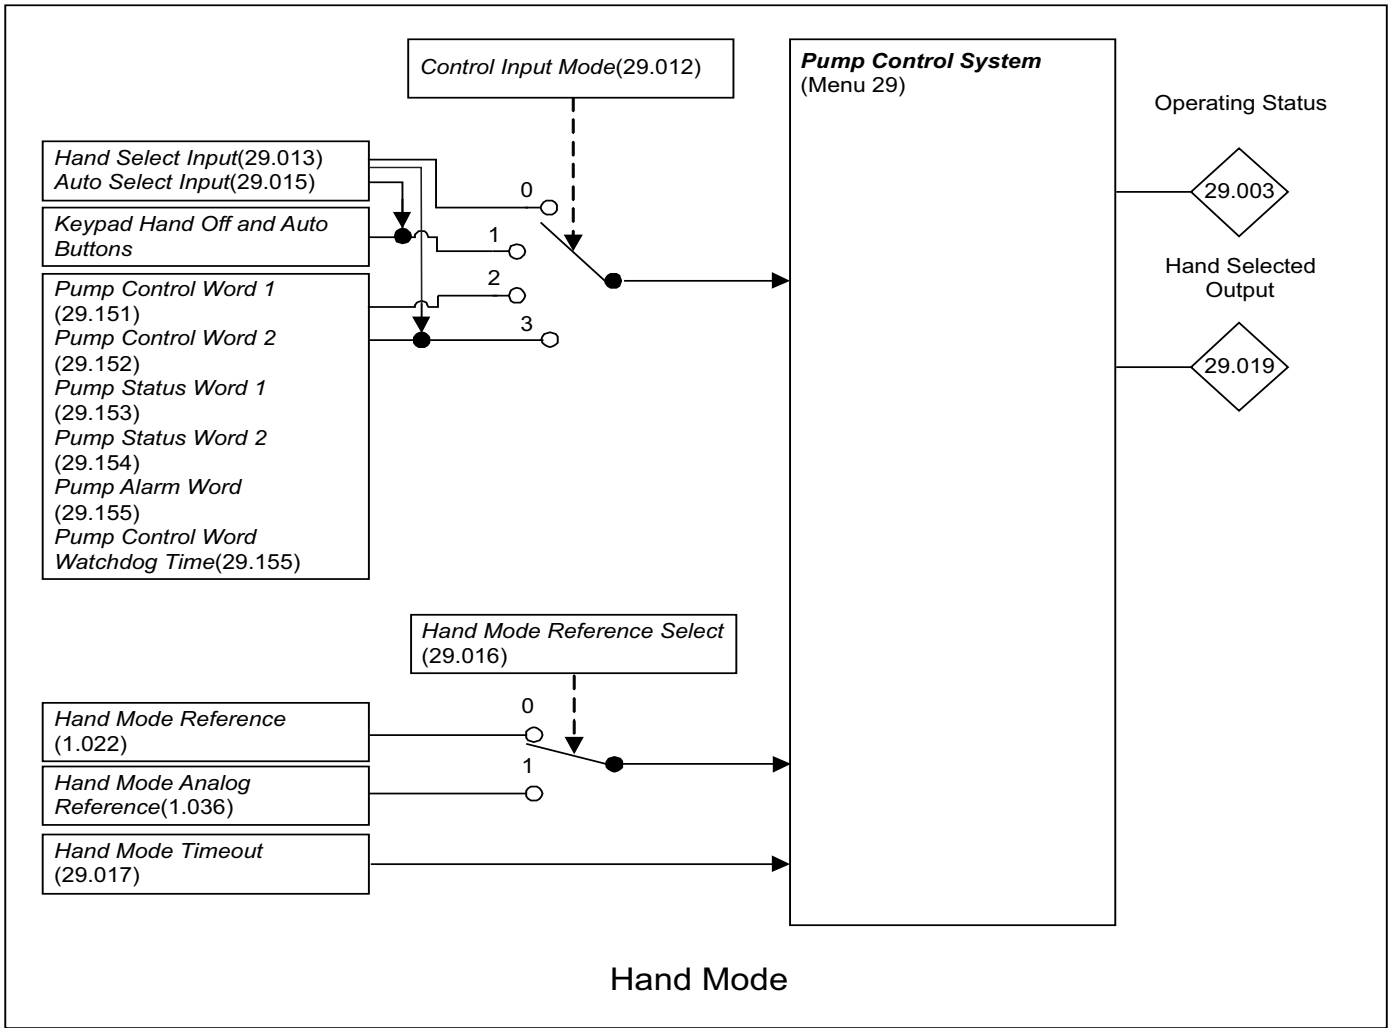 Control Input Mode(29.012)
Pump Control System
(Menu 29)
Operating Status
29.003
Hand Selected
Output
29.019
Hand Select Input(29.013)
Auto Select Input(29.015)
Keypad Hand Off and Auto
Buttons
Pump Control Word 1
(29.151)
Pump Control Word 2
(29.152)
Pump Status Word 1
(29.153)
Pump Status Word 2
(29.154)
Pump Alarm Word
(29.155)
Pump Control Word
Watchdog Time(29.155)
0
1
2
3
Hand Mode Reference Select
(29.016)
Hand Mode Reference
(1.022)
Hand Mode Analog
Reference(1.036)
0
1
Hand Mode Timeout
(29.017)
Hand Mode